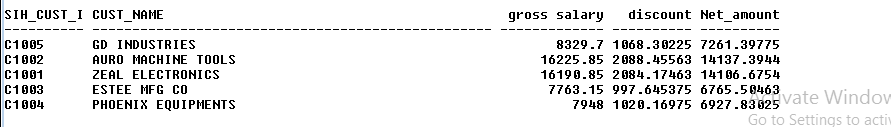 SIH_CUST_I CUST_NAME gross salary discount Net_amount
---------- -------------------------------------------------- ------------ ---------- ----------
C1005 GD INDUSTRIES 8329.7 1068.30225 7261.39775
C1002 AURO MACHINE TOOLS 16225.85 2088.45563 14137.3944
C1001 ZEAL ELECTRONICS 16190.85 2084.17463 14106.6754
C1003 ESTEE MFG CO 7763.15 997.645375 6765.50463
C1004 PHOENIX EQUIPMENTS 7948 1020.16975 6927.83025
Activate Window
Go to Settings to acti